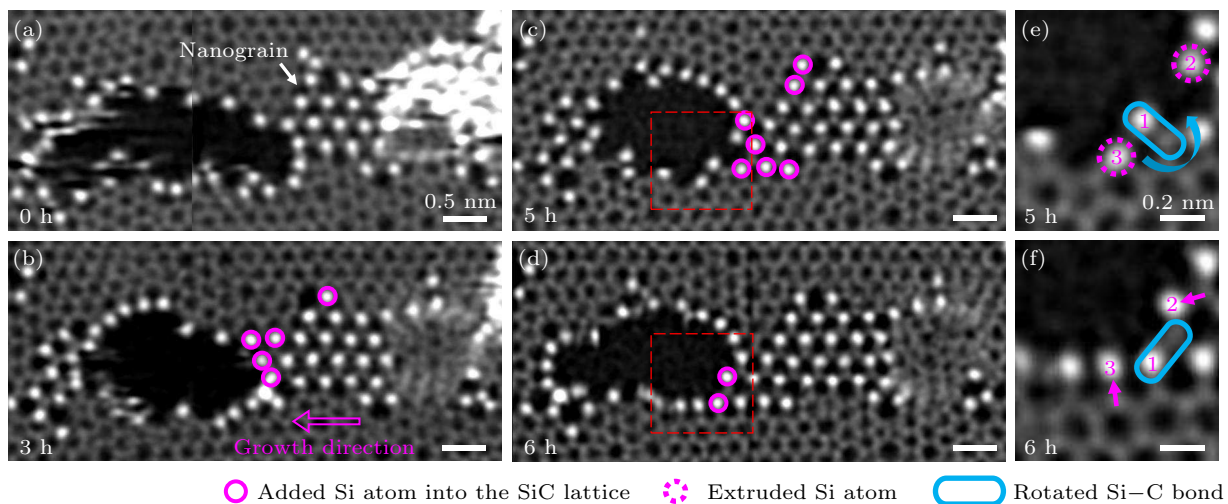 (a)
Nanograin
0 h
0.5 nm
(b)
3 h
Growth direction
(c)
5 h
(d)
6 h
(e)
2
1
3
5 h
0.2 nm
(f)
2
3
1
6 h
Added Si atom into the SiC lattice
Extruded Si atom
Rotated Si−C bond